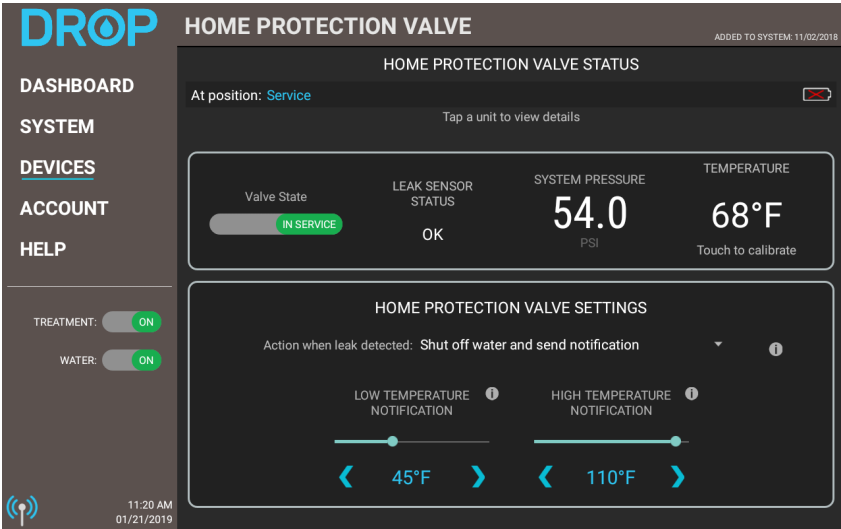 DROP
DASHBOARD
SYSTEM
DEVICES
ACCOUNT
HELP
TREATMENT: ON
WATER: ON
11:20 AM
01/21/2019
HOME PROTECTION VALVE
ADDED TO SYSTEM: 11/02/2018
HOME PROTECTION VALVE STATUS
At position: Service
Tap a unit to view details
Valve State
IN SERVICE
LEAK SENSOR
STATUS
OK
SYSTEM PRESSURE
54.0
PSI
TEMPERATURE
68°F
Touch to calibrate
HOME PROTECTION VALVE SETTINGS
Action when leak detected: Shut off water and send notification
LOW TEMPERATURE
NOTIFICATION
45°F
HIGH TEMPERATURE
NOTIFICATION
110°F